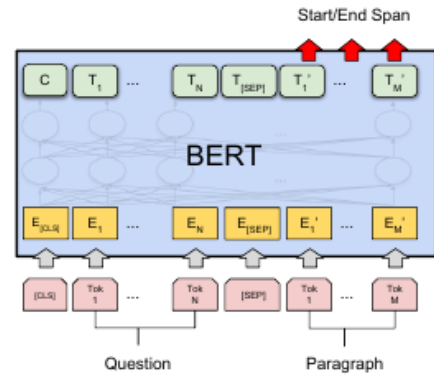 Start/End Span
C T1 ... TN T[SEP] T1' ... TM'
...
BERT
...
E[CLS] E1 ... EN E[SEP] E1' ... EM'
[CLS] Tok 1 ... Tok N [SEP] Tok 1 ... Tok M
Question Paragraph